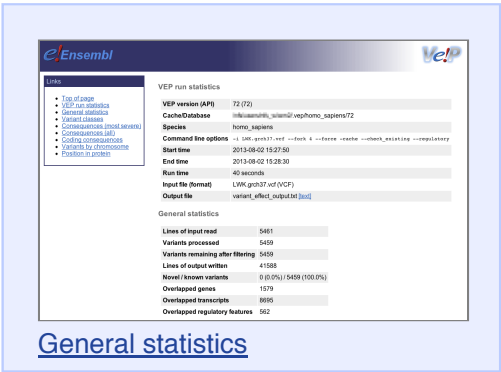 e!Ensembl
Ve!P
Links
Top of page
VEP run statistics
General statistics
Variant classes
Consequences (most severe)
Consequences (all)
Coding consequences
Variants by chromosome
Position in protein
VEP run statistics
VEP version (API) 72 (72)
Cache/Database .vep/homo_sapiens/72
Species homo_sapiens
Command line options -i LWK.grch37.vcf --fork 4 --force -cache --check_existing --regulatory
Start time 2013-08-02 15:27:50
End time 2013-08-02 15:28:30
Run time 40 seconds
Input file (format) LWK.grch37.vcf (VCF)
Output file variant_effect_output.txt [text]
General statistics
Lines of input read 5461
Variants processed 5459
Variants remaining after filtering 5459
Lines of output written 41588
Novel / known variants 0 (0.0%) / 5459 (100.0%)
Overlapped genes 1579
Overlapped transcripts 8695
Overlapped regulatory features 562
General statistics